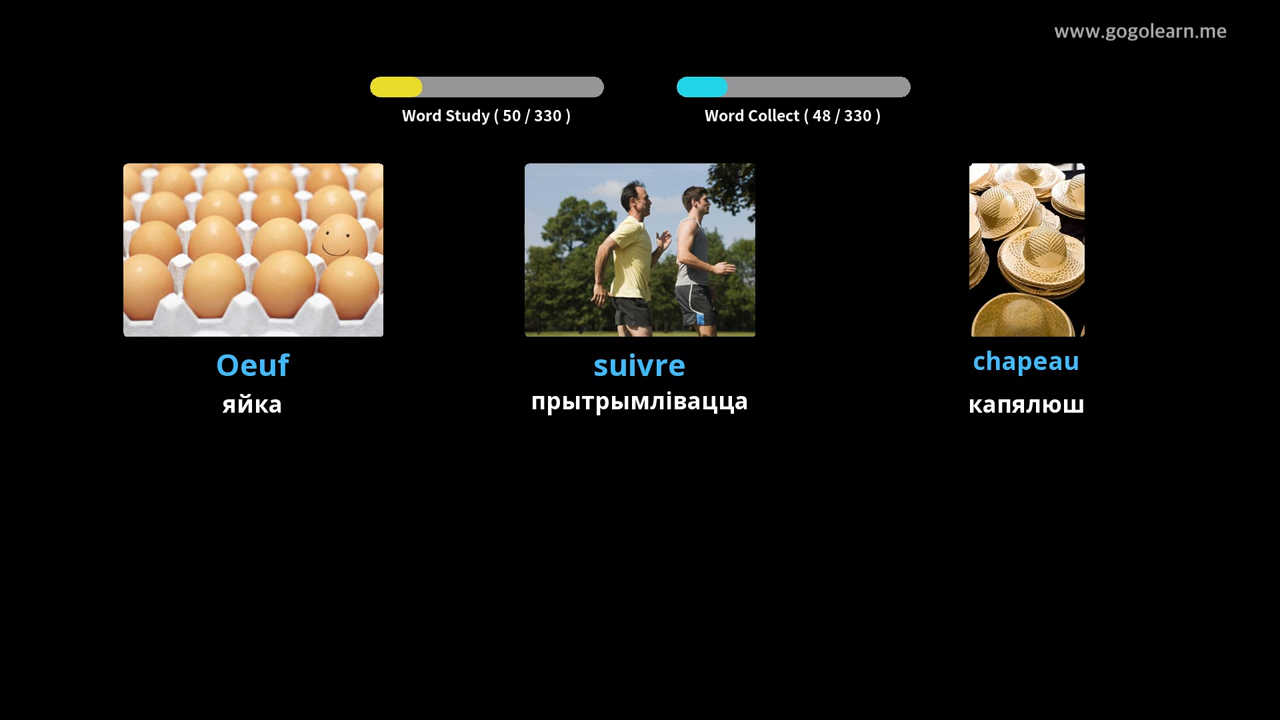 www.gogolearn.me
Word Study ( 50 / 330 )
Word Collect ( 48 / 330 )
Oeuf
suivre
chapeau
яйка
прытрымлівацца
капялюш